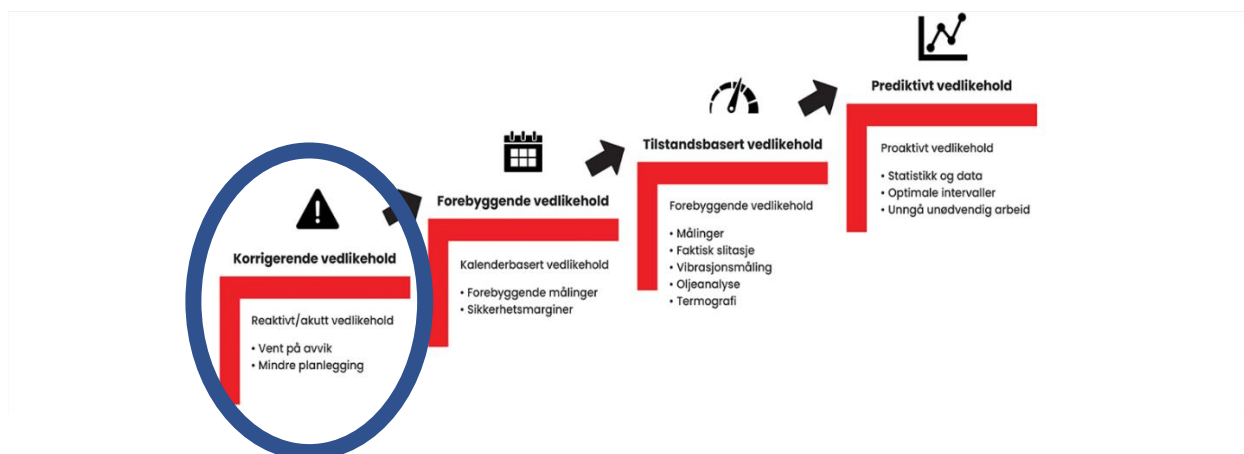 Korrigerende vedlikehold
Reaktivt/akutt vedlikehold
• Vent på avvik
• Mindre planlegging
Forebyggende vedlikehold
Kalenderbasert vedlikehold
• Forebyggende målinger
• Sikkerhetsmarginer
Tilstandsbasert vedlikehold
Forebyggende vedlikehold
• Målinger
• Faktisk slitasje
• Vibrasjonsmåling
• Oljeanalyse
• Termografi
Prediktivt vedlikehold
Proaktivt vedlikehold
• Statistikk og data
• Optimale intervaller
• Unngå unødvendig arbeid